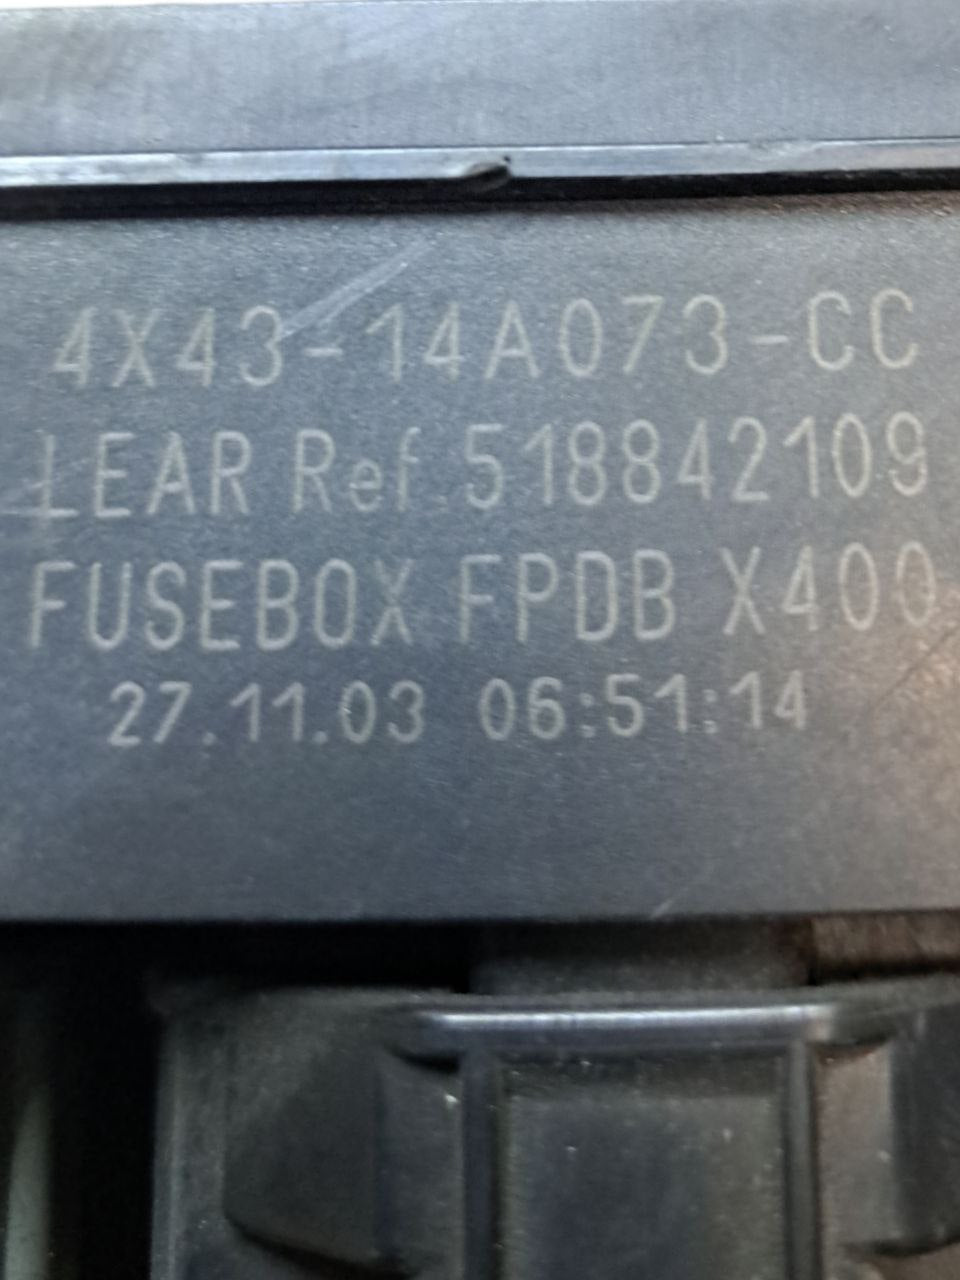 4X43-14A073-CC
LEAR Ref.518842109
FUSEBOX FPDB X400
27.11.03 06:51:14